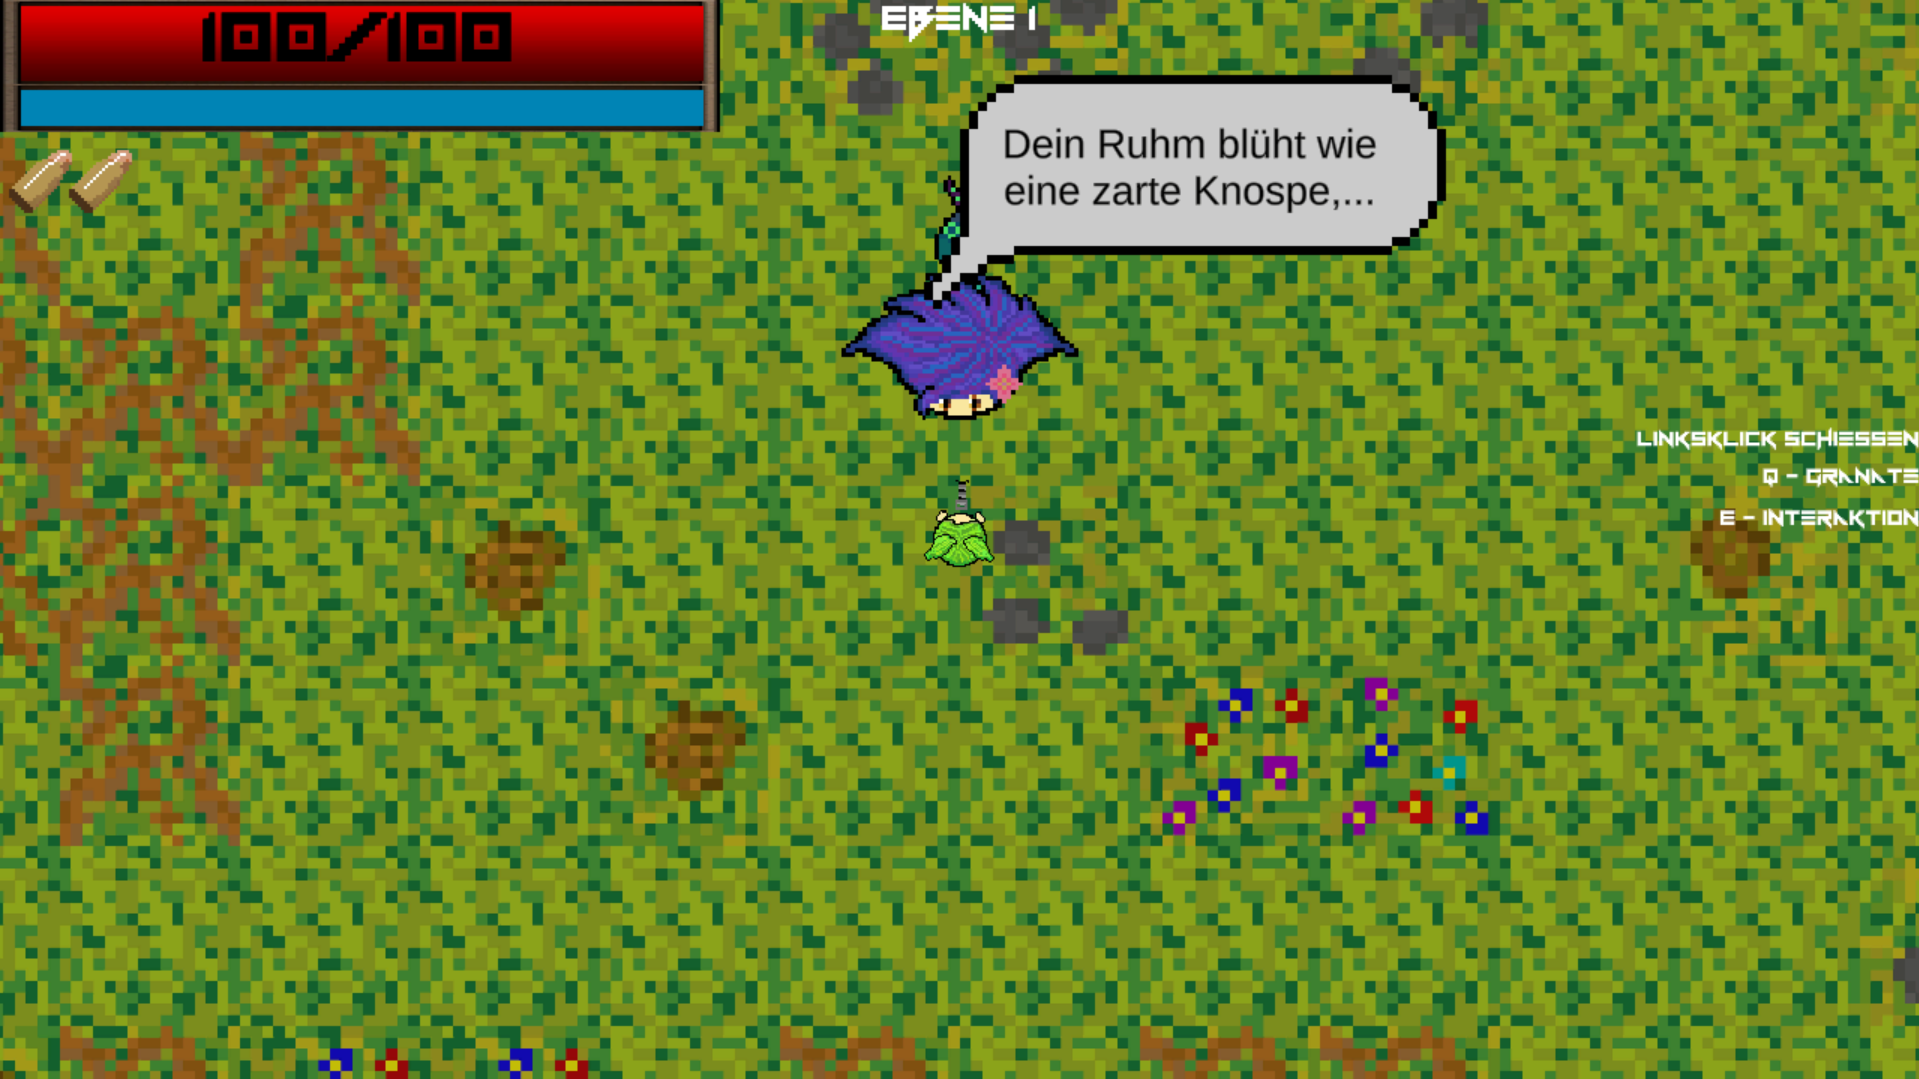 100/100
EBENE 1
Dein Ruhm blüht wie
eine zarte Knospe,...
LINKSKLICK SCHIESSEN
Q - GRANATE
E - INTERAKTION